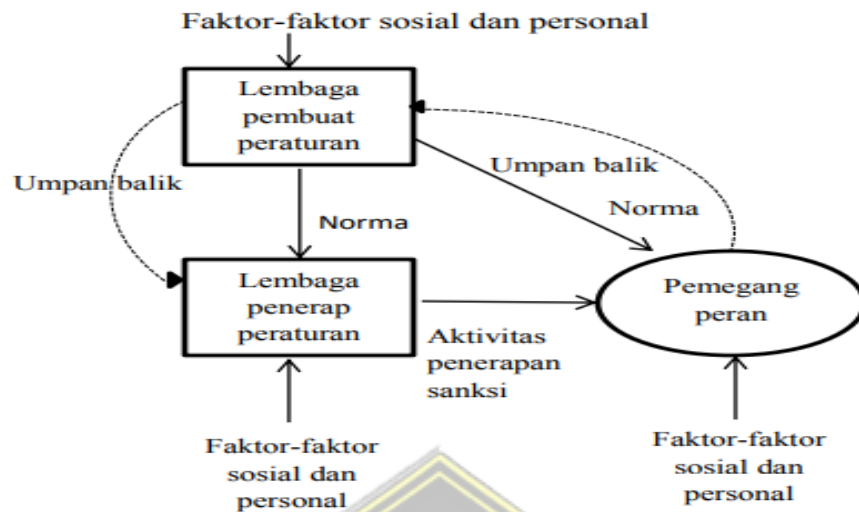 Faktor-faktor sosial dan personal
Lembaga
pembuat
peraturan
Umpan balik
Umpan balik
Norma
Norma
Lembaga
penerap
peraturan
Pemegang
peran
Aktivitas
penerapan
sanksi
Faktor-faktor
sosial dan
personal
Faktor-faktor
sosial dan
personal